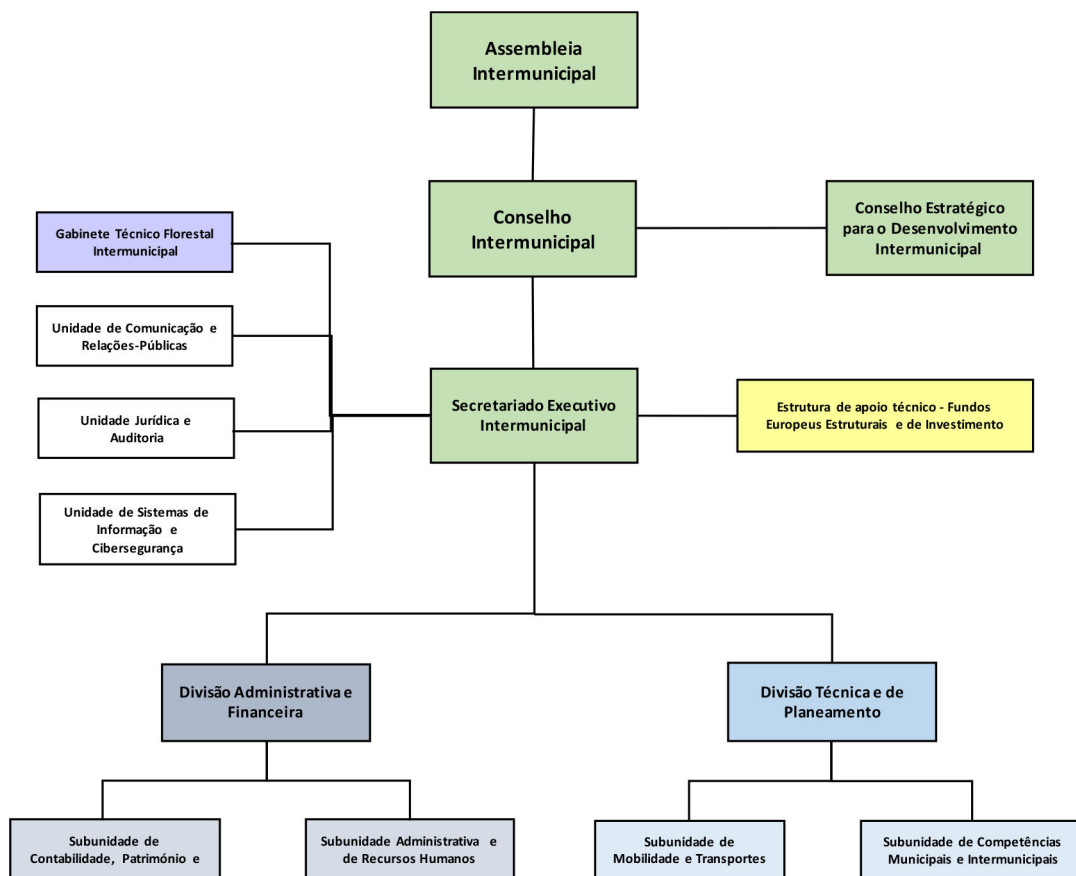 Assembleia
Intermunicipal
Conselho
Intermunicipal
Conselho Estratégico
para o Desenvolvimento
Intermunicipal
Gabinete Técnico Florestal
Intermunicipal
Unidade de Comunicação e
Relações-Públicas
Unidade Jurídica e
Auditoria
Unidade de Sistemas de
Informação e
Cibersegurança
Secretariado Executivo
Intermunicipal
Estrutura de apoio técnico - Fundos
Europeus Estruturais e de Investimento
Divisão Administrativa e
Financeira
Divisão Técnica e de
Planeamento
Subunidade de
Contabilidade, Património e
Subunidade Administrativa e
de Recursos Humanos
Subunidade de
Mobilidade e Transportes
Subunidade de Competências
Municipais e Intermunicipais